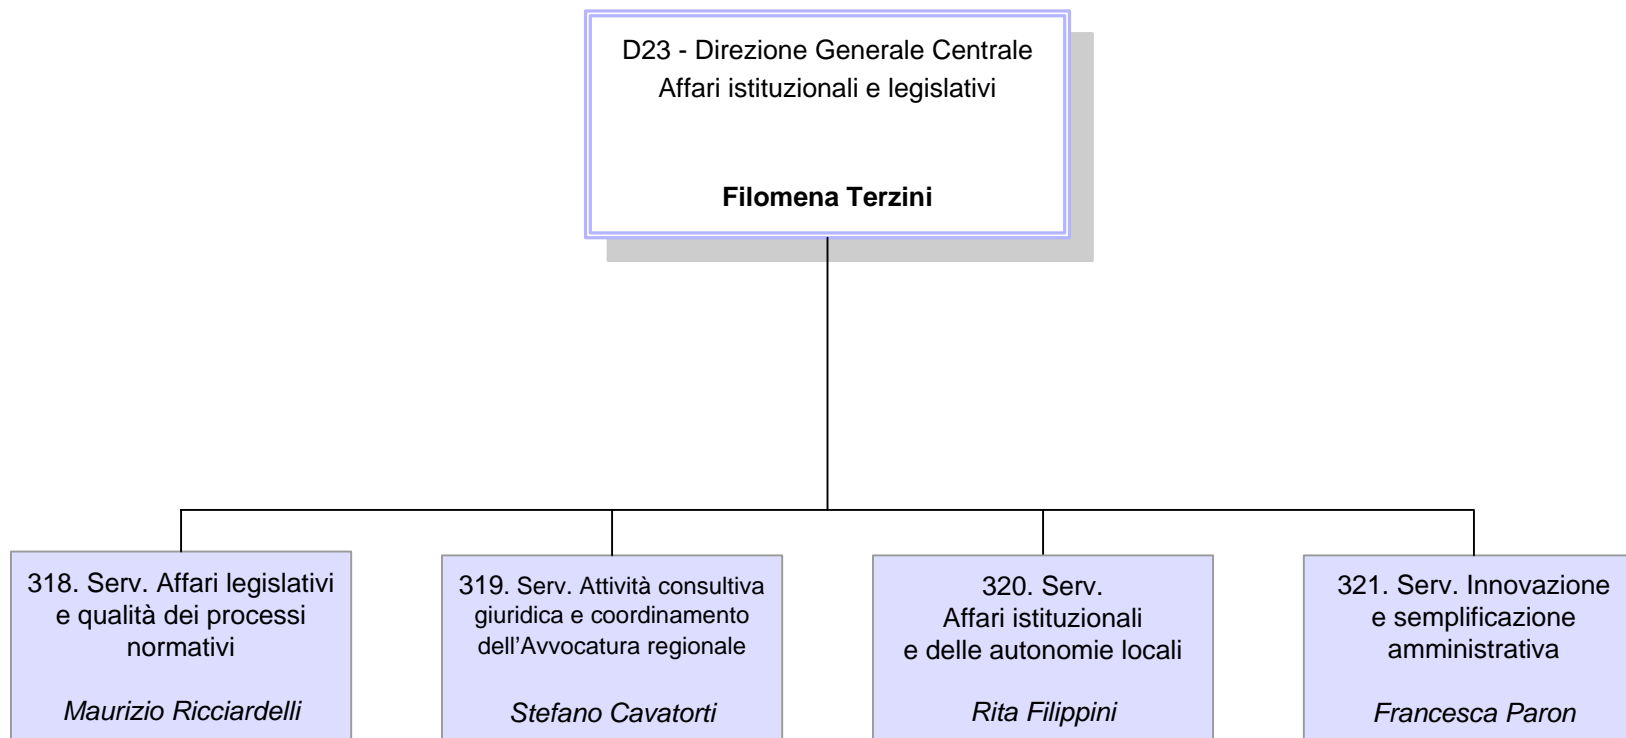 D23 - Direzione Generale Centrale
Affari istituzionali e legislativi
Filomena Terzini
318. Serv. Affari legislativi
e qualità dei processi
normativi
Maurizio Ricciardelli
319. Serv. Attività consultiva
giuridica e coordinamento
dell’Avvocatura regionale
Stefano Cavatorti
320. Serv.
Affari istituzionali
e delle autonomie locali
Rita Filippini
321. Serv. Innovazione
e semplificazione
amministrativa
Francesca Paron